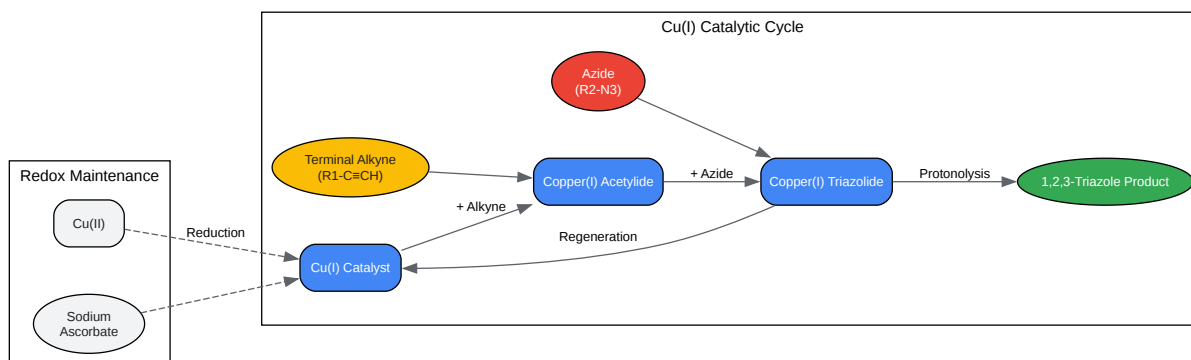 Cu(I) Catalytic Cycle
Azide
(R2-N3)
Terminal Alkyne
(R1-C≡CH)
Copper(I) Acetylide
+ Azide
Copper(I) Triazolide
Protonolysis
1,2,3-Triazole Product
Redox Maintenance
Cu(II)
Reduction
+ Alkyne
Regeneration
Cu(I) Catalyst
Sodium
Ascorbate